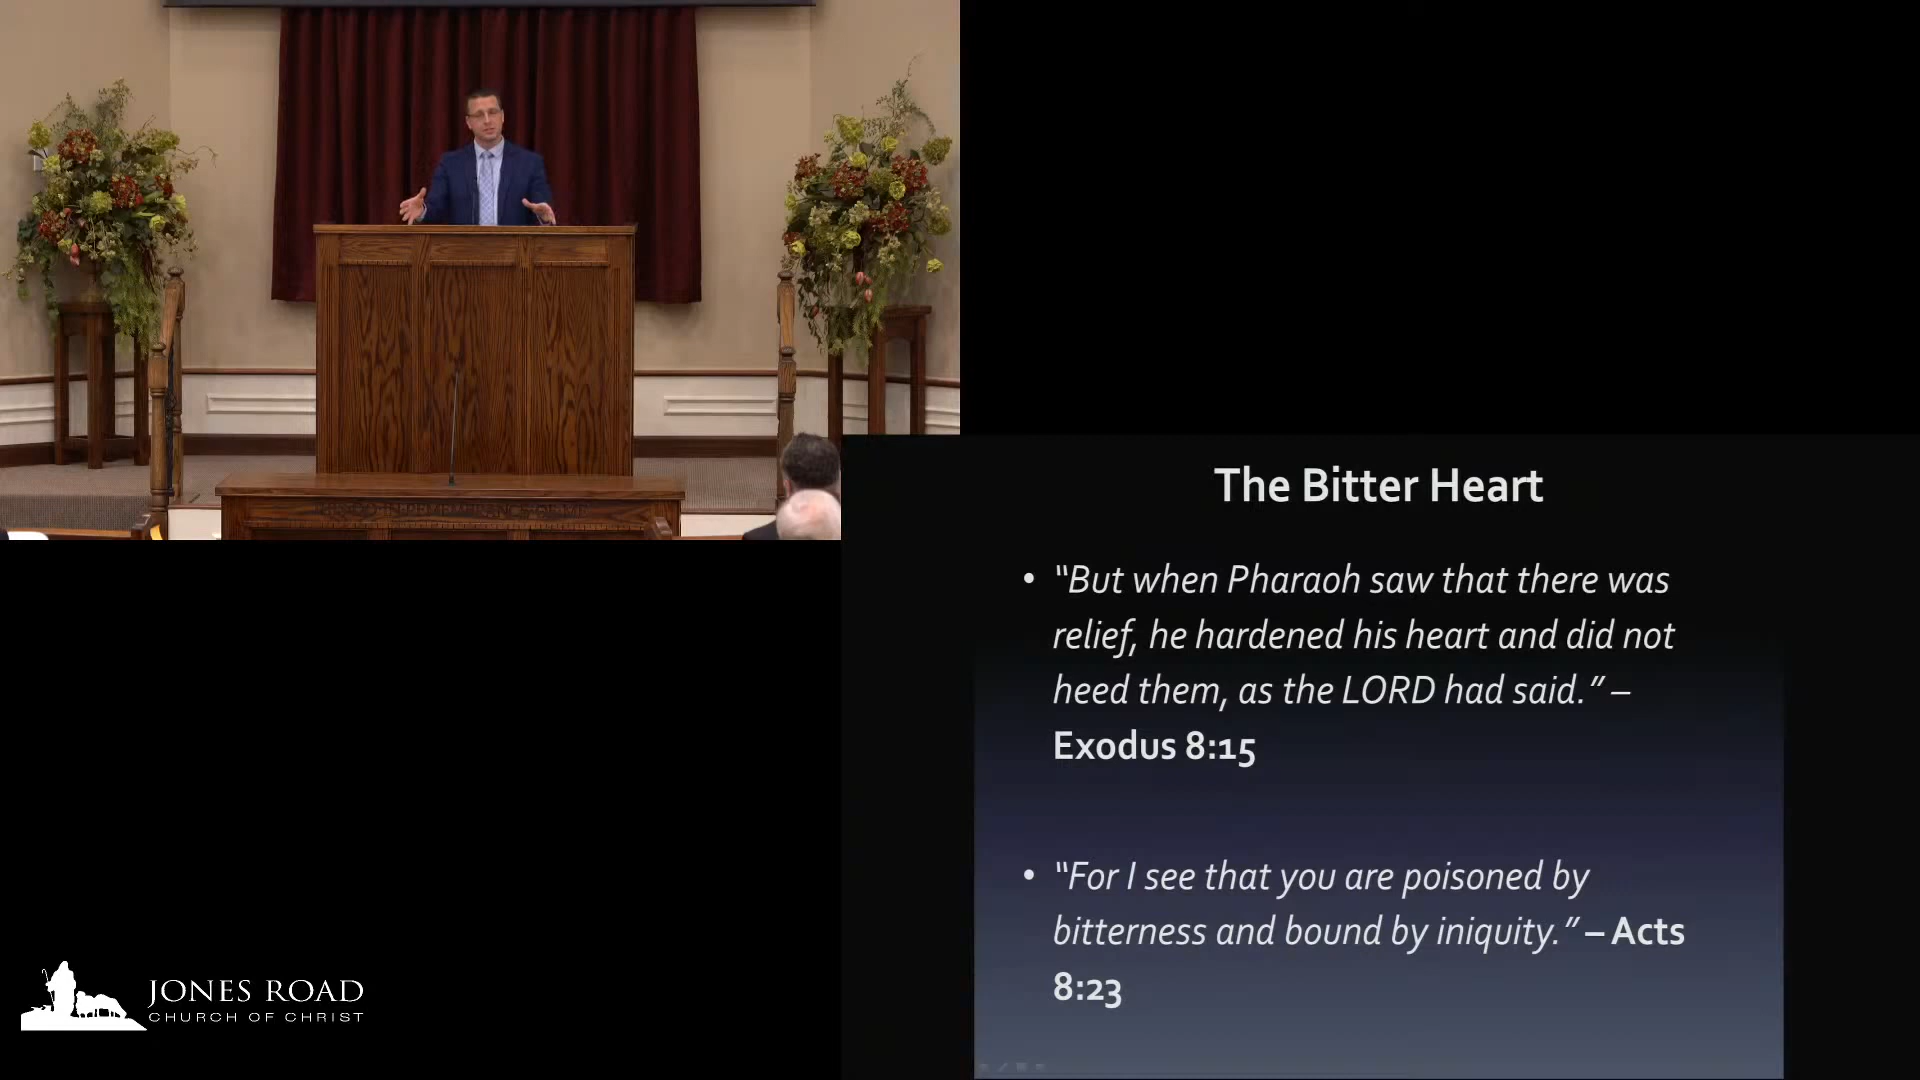 The Bitter Heart
• “But when Pharaoh saw that there was
relief, he hardened his heart and did not
heed them, as the LORD had said.” –
Exodus 8:15
• “For I see that you are poisoned by
bitterness and bound by iniquity.” – Acts
8:23
JONES ROAD
CHURCH OF CHRIST